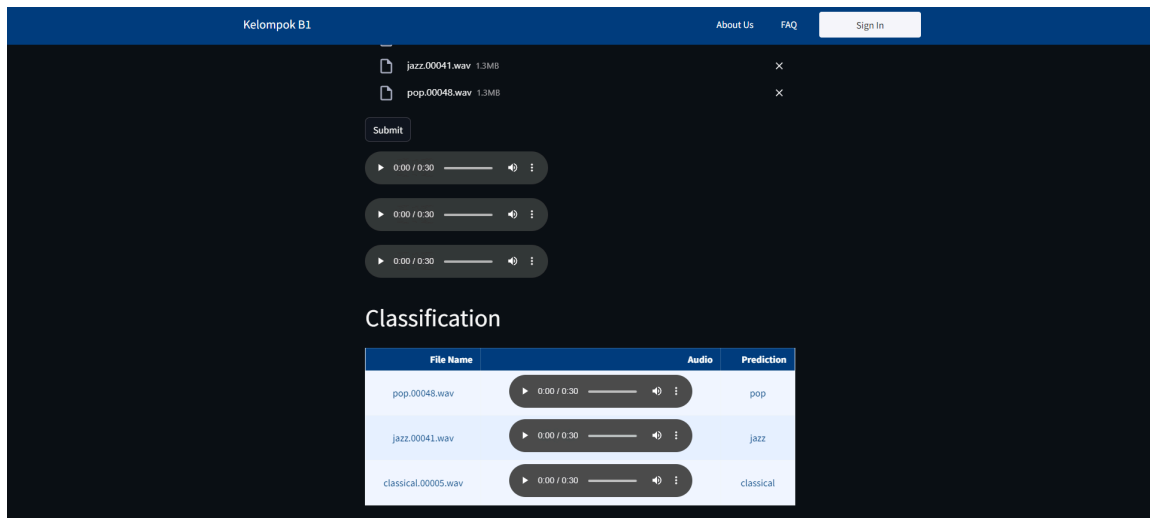 Kelompok B1 About Us FAQ Sign In
jazz.00041.wav 1.3MB
pop.00048.wav 1.3MB
Submit
0:00 / 0:30
0:00 / 0:30
0:00 / 0:30
Classification
File Name Audio Prediction
pop.00048.wav 0:00 / 0:30 pop
jazz.00041.wav 0:00 / 0:30 jazz
classical.00005.wav 0:00 / 0:30 classical